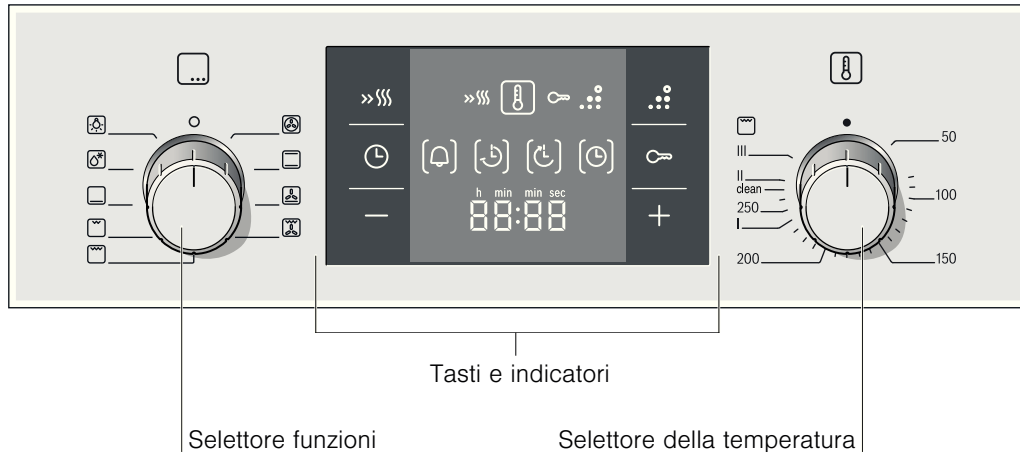 h min min sec
88:88
50
100
150
200
III
II
clean
250
I
Tasti e indicatori
Selettore funzioni
Selettore della temperatura